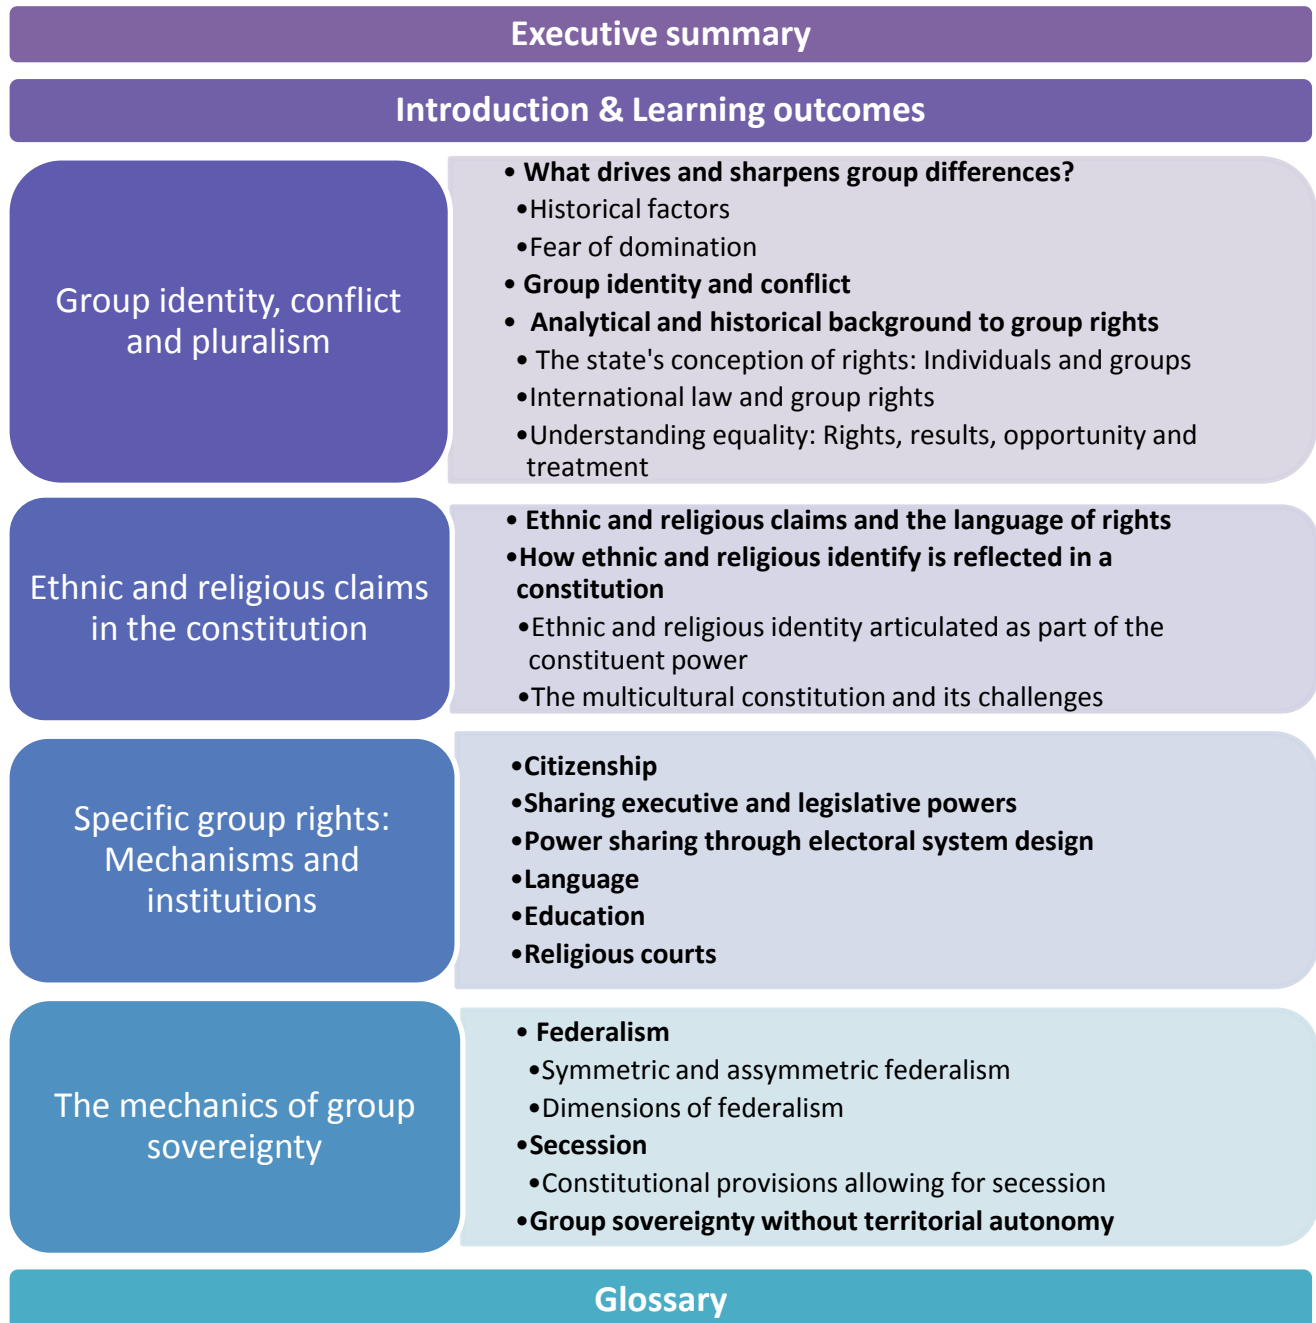 Executive summary
Introduction & Learning outcomes
Group identity, conflict
and pluralism
• What drives and sharpens group differences?
•Historical factors
•Fear of domination
• Group identity and conflict
• Analytical and historical background to group rights
• The state's conception of rights: Individuals and groups
•International law and group rights
•Understanding equality: Rights, results, opportunity and
treatment
Ethnic and religious claims
in the constitution
• Ethnic and religious claims and the language of rights
•How ethnic and religious identify is reflected in a
constitution
•Ethnic and religious identity articulated as part of the
constituent power
•The multicultural constitution and its challenges
Specific group rights:
Mechanisms and
institutions
•Citizenship
•Sharing executive and legislative powers
•Power sharing through electoral system design
•Language
•Education
•Religious courts
The mechanics of group
sovereignty
• Federalism
•Symmetric and assymmetric federalism
•Dimensions of federalism
•Secession
•Constitutional provisions allowing for secession
•Group sovereignty without territorial autonomy
Glossary